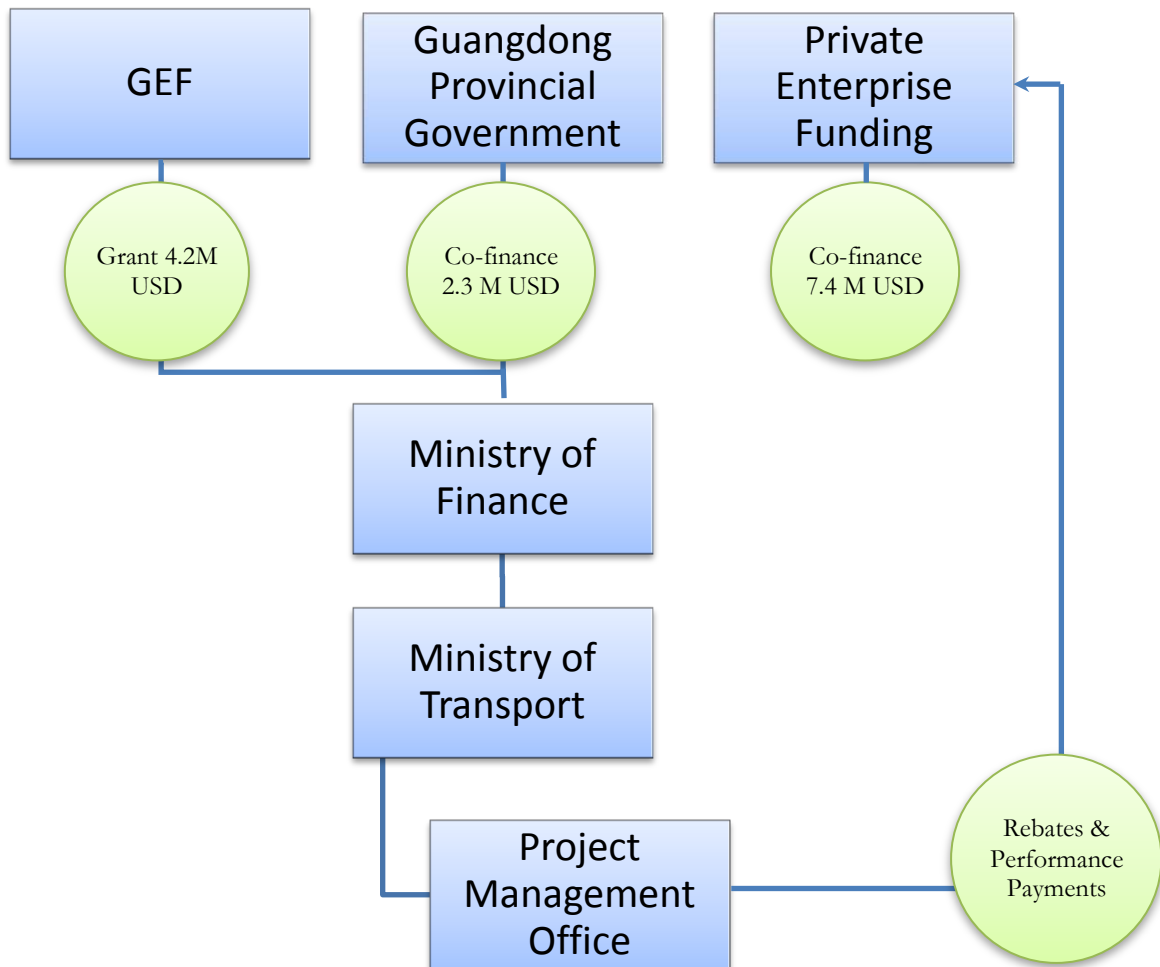 GEF
Guangdong
Provincial
Government
Private
Enterprise
Funding
Grant 4.2M
USD
Co-finance
2.3 M USD
Co-finance
7.4 M USD
Ministry of
Finance
Ministry of
Transport
Project
Management
Office
Rebates &
Performance
Payments